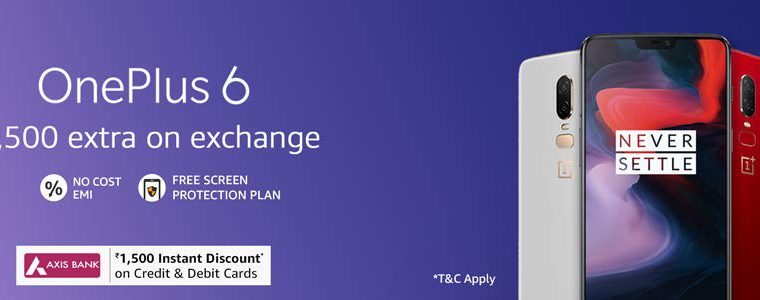 OnePlus 6
,500 extra on exchange
% NO COST
EMI
FREE SCREEN
PROTECTION PLAN
AXIS BANK
₹1,500 Instant Discount*
on Credit & Debit Cards
*T&C Apply
NEVER
SETTLE